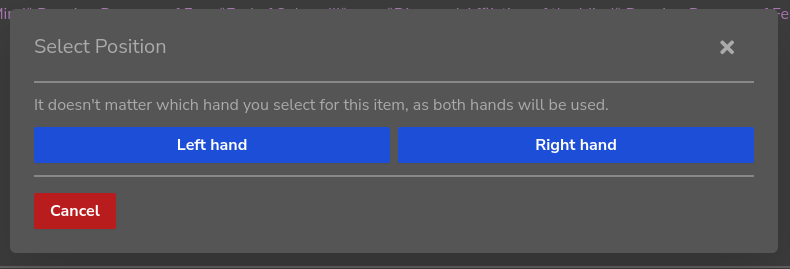 Select Position
It doesn't matter which hand you select for this item, as both hands will be used.
Left hand
Right hand
Cancel